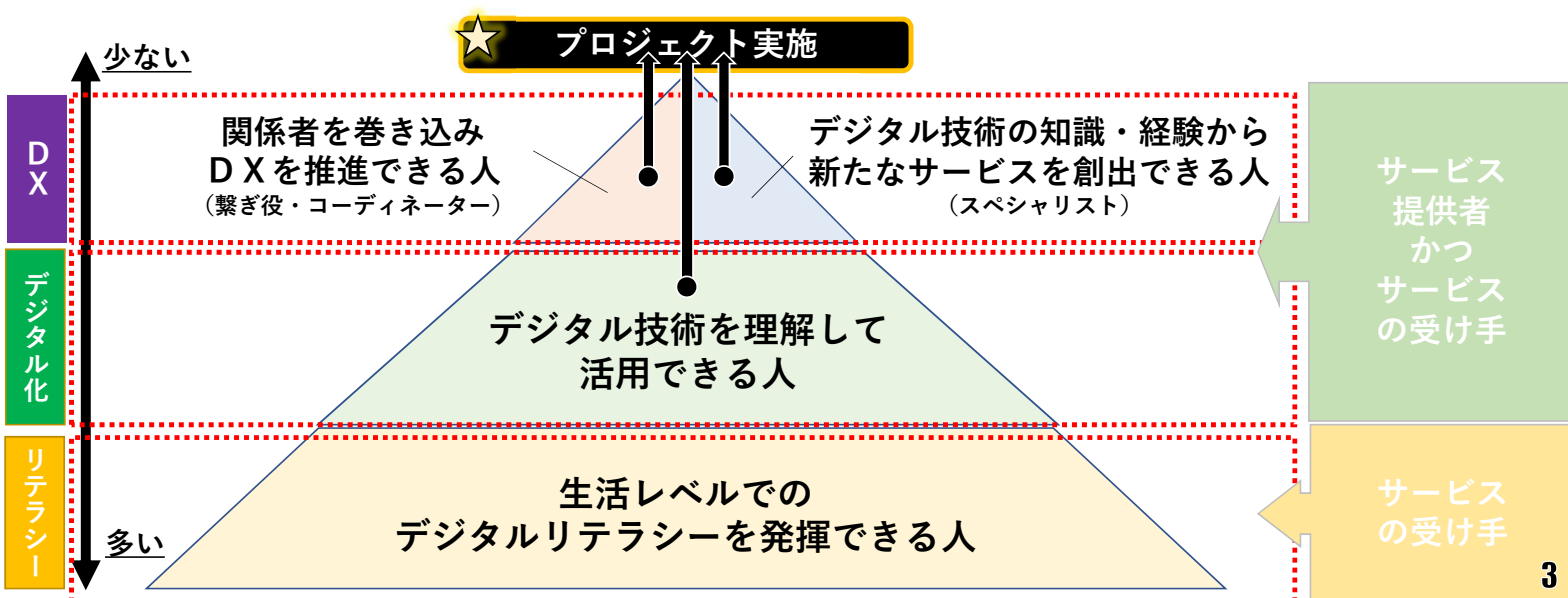 プロジェクト実施
少ない
DX
関係者を巻き込み
ＤＸを推進できる人
（繋ぎ役・コーディネーター）
デジタル技術の知識・経験から
新たなサービスを創出できる人
（スペシャリスト）
サービス
提供者
かつ
サービス
の受け手
デジタル化
デジタル技術を理解して
活用できる人
リテラシー
生活レベルでの
デジタルリテラシーを発揮できる人
サービス
の受け手
多い
3